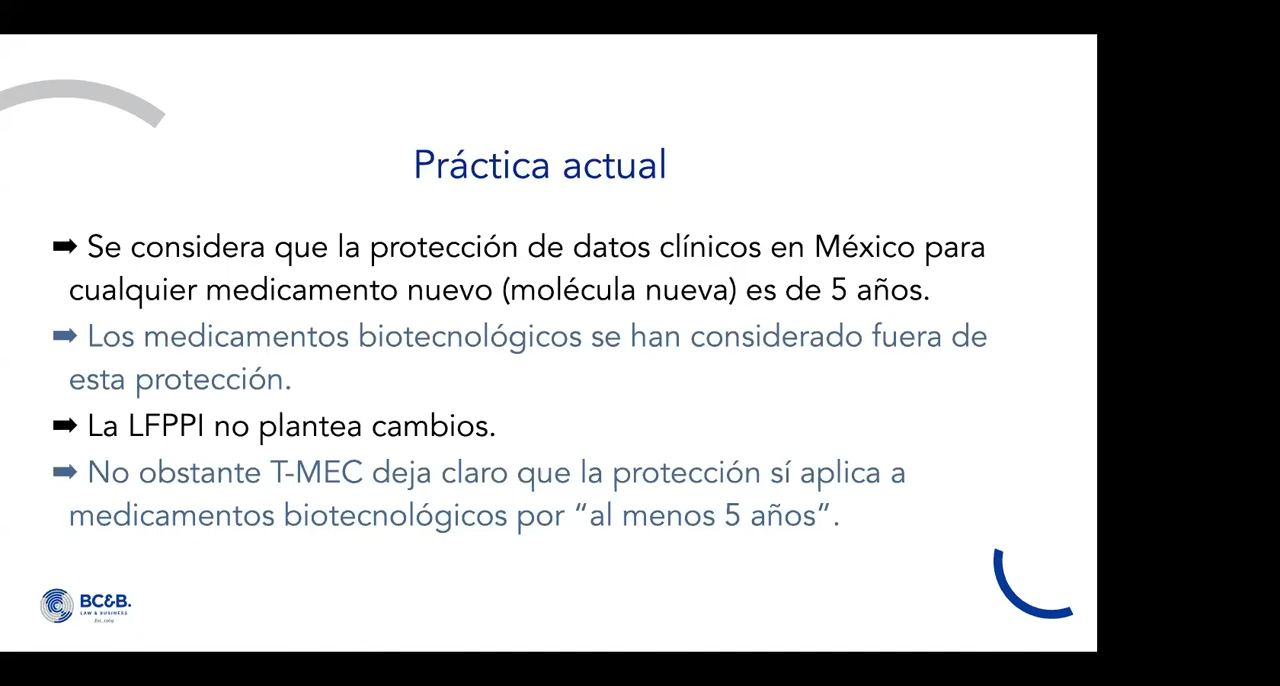 Práctica actual
➡ Se considera que la protección de datos clínicos en México para
cualquier medicamento nuevo (molécula nueva) es de 5 años.
➡ Los medicamentos biotecnológicos se han considerado fuera de
esta protección.
➡ La LFPPI no plantea cambios.
➡ No obstante T-MEC deja claro que la protección sí aplica a
medicamentos biotecnológicos por “al menos 5 años”.
BC&B.
LAW & BUSINESS